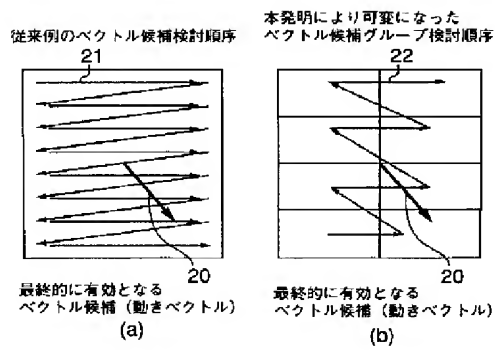 従来例のベクトル候補検討順序
21
最終的に有効となる
ベクトル候補（動きベクトル）
20
(a)
本発明により可変になった
ベクトル候補グループ検討順序
22
最終的に有効となる
ベクトル候補（動きベクトル）
20
(b)